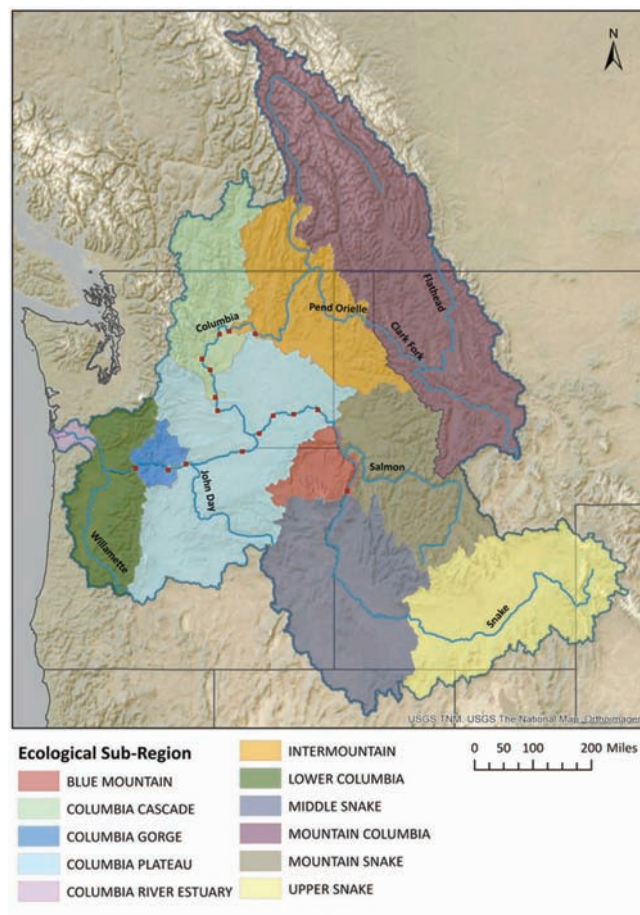 N
Columbia
Pend Orielle
Flathead
Clark Fork
Salmon
John Day
Willamette
Snake
USGS TNM, USGS The National Map: Orthoimager
Ecological Sub-Region
BLUE MOUNTAIN
COLUMBIA CASCADE
COLUMBIA GORGE
COLUMBIA PLATEAU
COLUMBIA RIVER ESTUARY
INTERMOUNTAIN
LOWER COLUMBIA
MIDDLE SNAKE
MOUNTAIN COLUMBIA
MOUNTAIN SNAKE
UPPER SNAKE
0 50 100 200 Miles